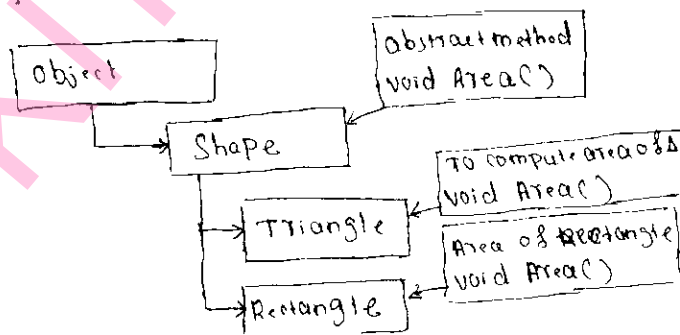 Object
abstract method
void Area()
Shape
To compute area of Δ
void Area()
Triangle
Area of Rectangle
void Area()
Rectangle